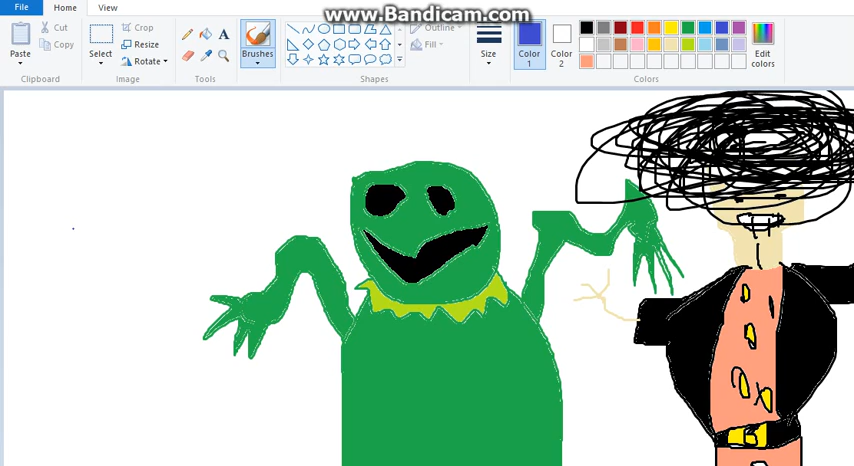 www.Bandicam.com
File Home View
Cut
Copy
Paste
Clipboard
Crop
Resize
Rotate
Select
Image
Tools
Brushes
Outline
Fill
Shapes
Size
Color 1
Color 2
Edit colors
Colors